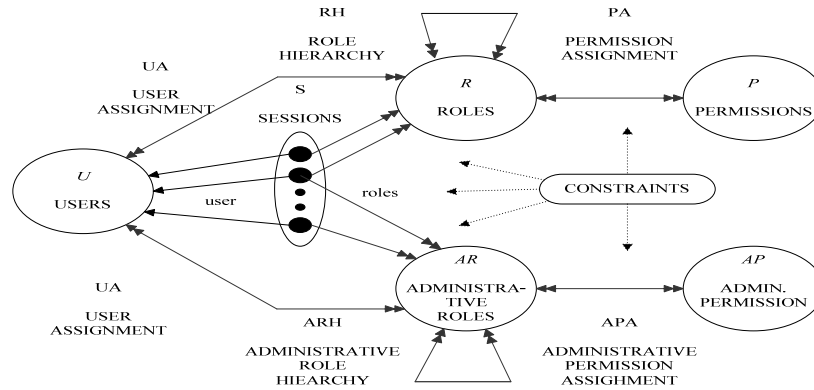 RH
ROLE
HIERARCHY
PA
PERMISSION
ASSIGNMENT
UA
USER
ASSIGNMENT
S
SESSIONS
R
ROLES
P
PERMISSIONS
U
USERS
user
roles
CONSTRAINTS
AR
ADMINISTRA-
TIVE
ROLES
AP
ADMIN.
PERMISSION
UA
USER
ASSIGNMENT
ARH
ADMINISTRATIVE
ROLE
HIEARCHY
APA
ADMINISTRATIVE
PERMISSION
ASSIGHMENT